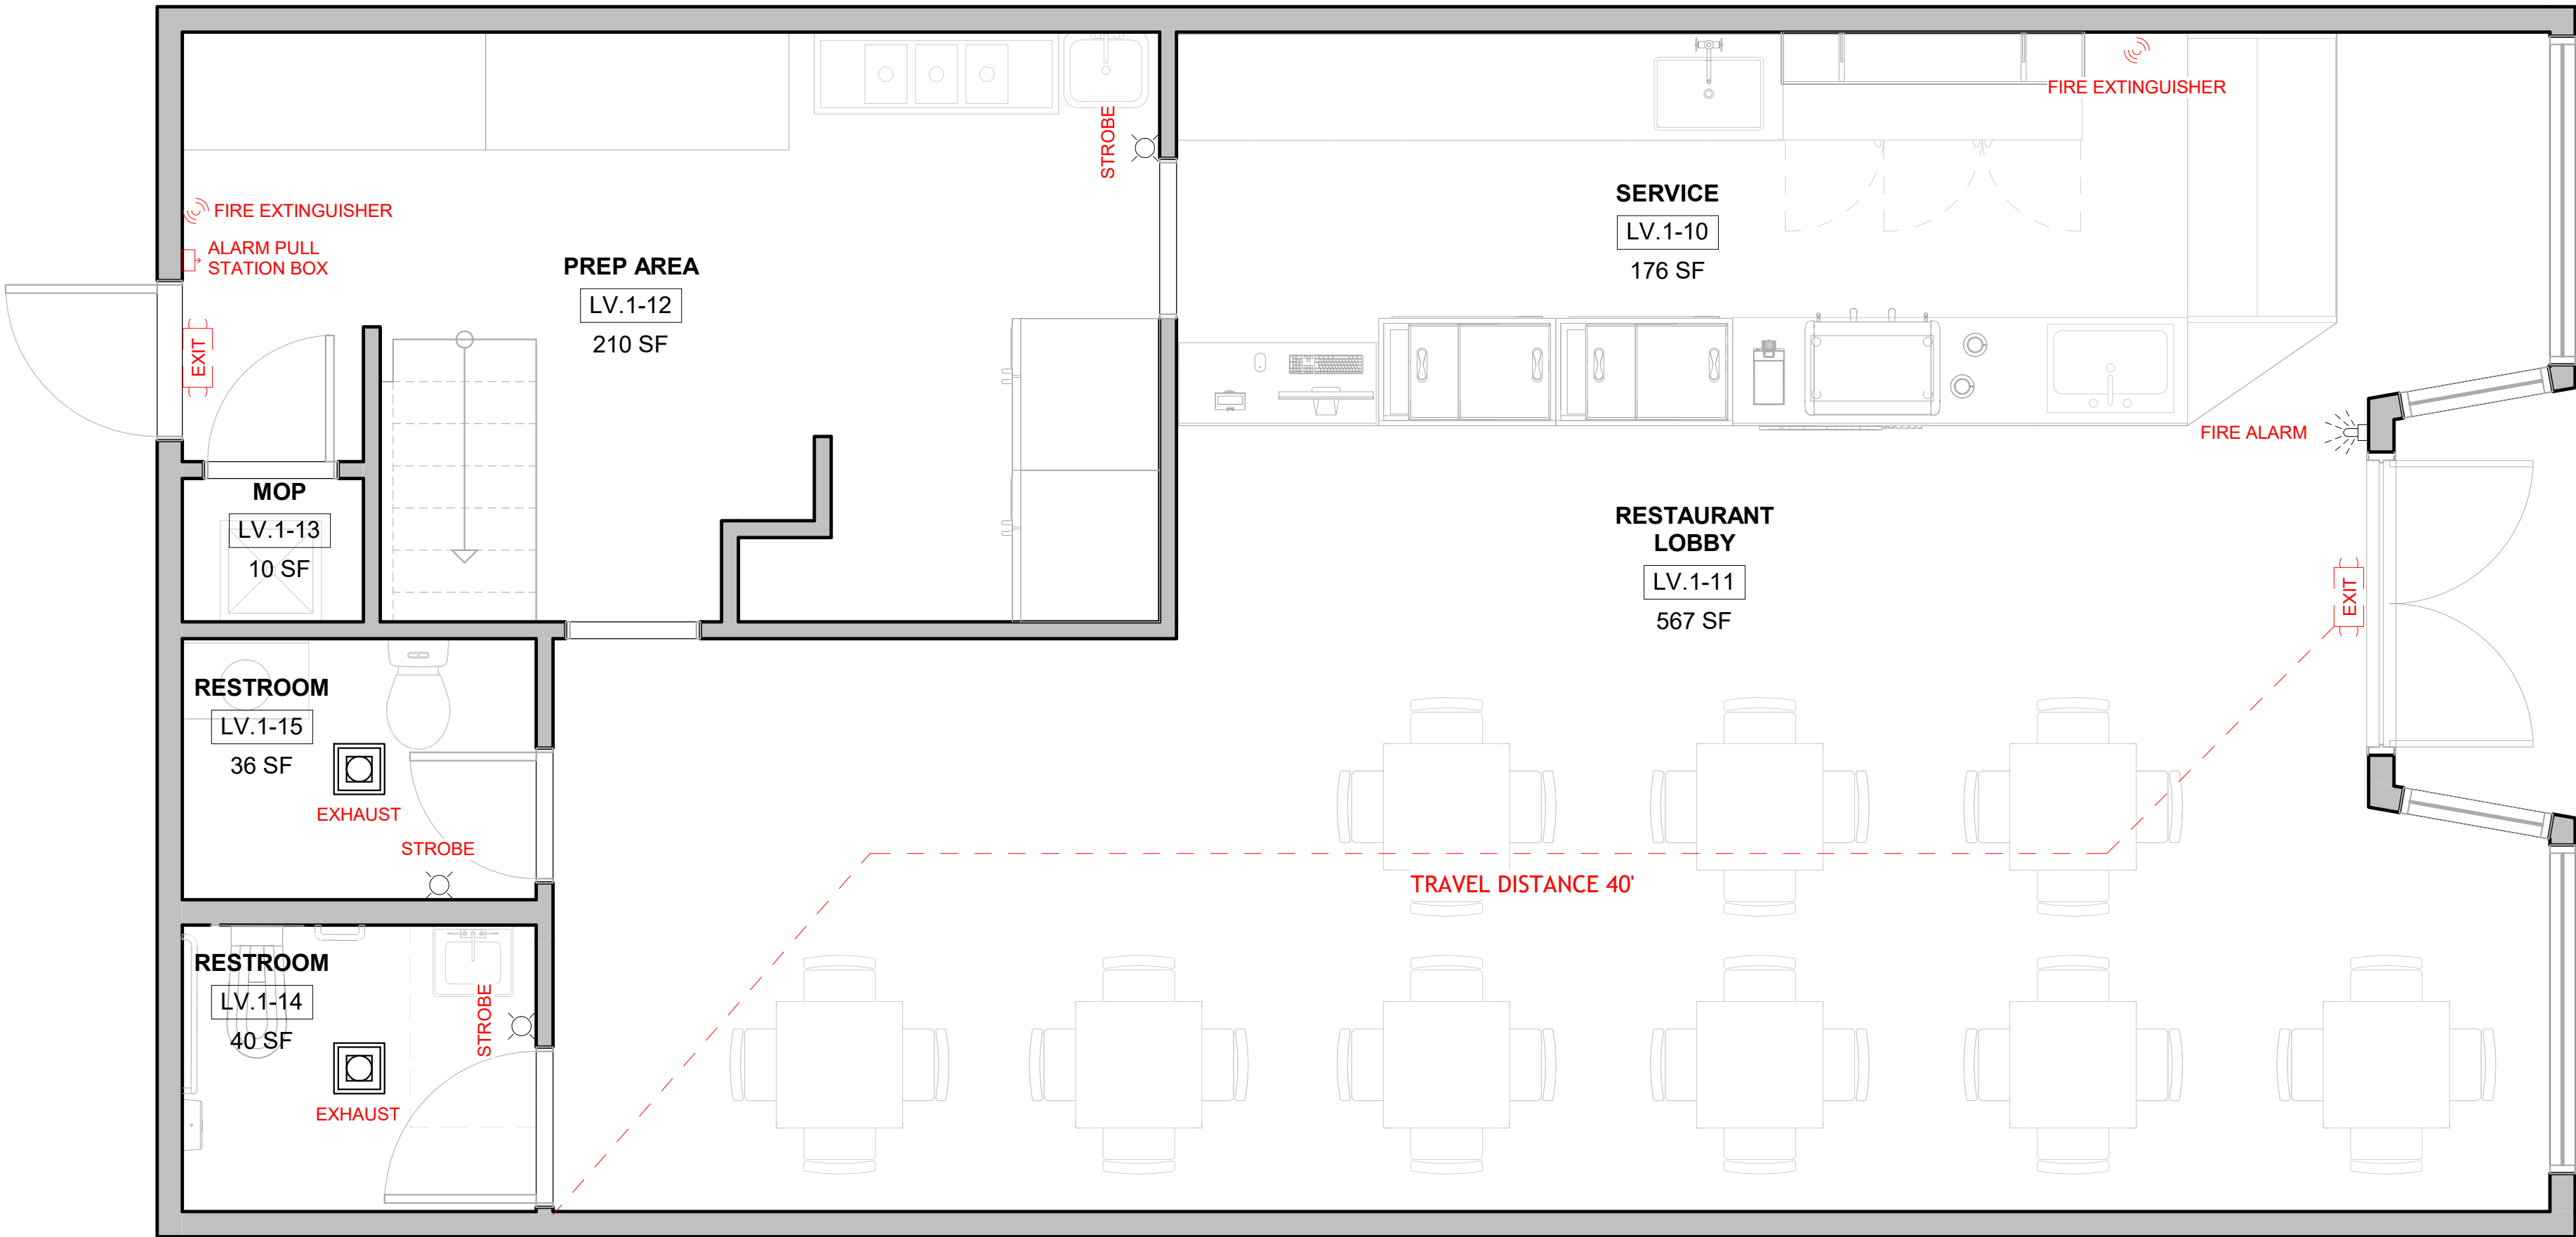 FIRE EXTINGUISHER
STROBE
SERVICE
LV.1-10
176 SF
FIRE EXTINGUISHER
ALARM PULL
STATION BOX
PREP AREA
LV.1-12
210 SF
EXIT
FIRE ALARM
MOP
LV.1-13
10 SF
RESTAURANT
LOBBY
LV.1-11
567 SF
EXIT
RESTROOM
LV.1-15
36 SF
EXHAUST
STROBE
TRAVEL DISTANCE 40'
RESTROOM
LV.1-14
40 SF
STROBE
EXHAUST